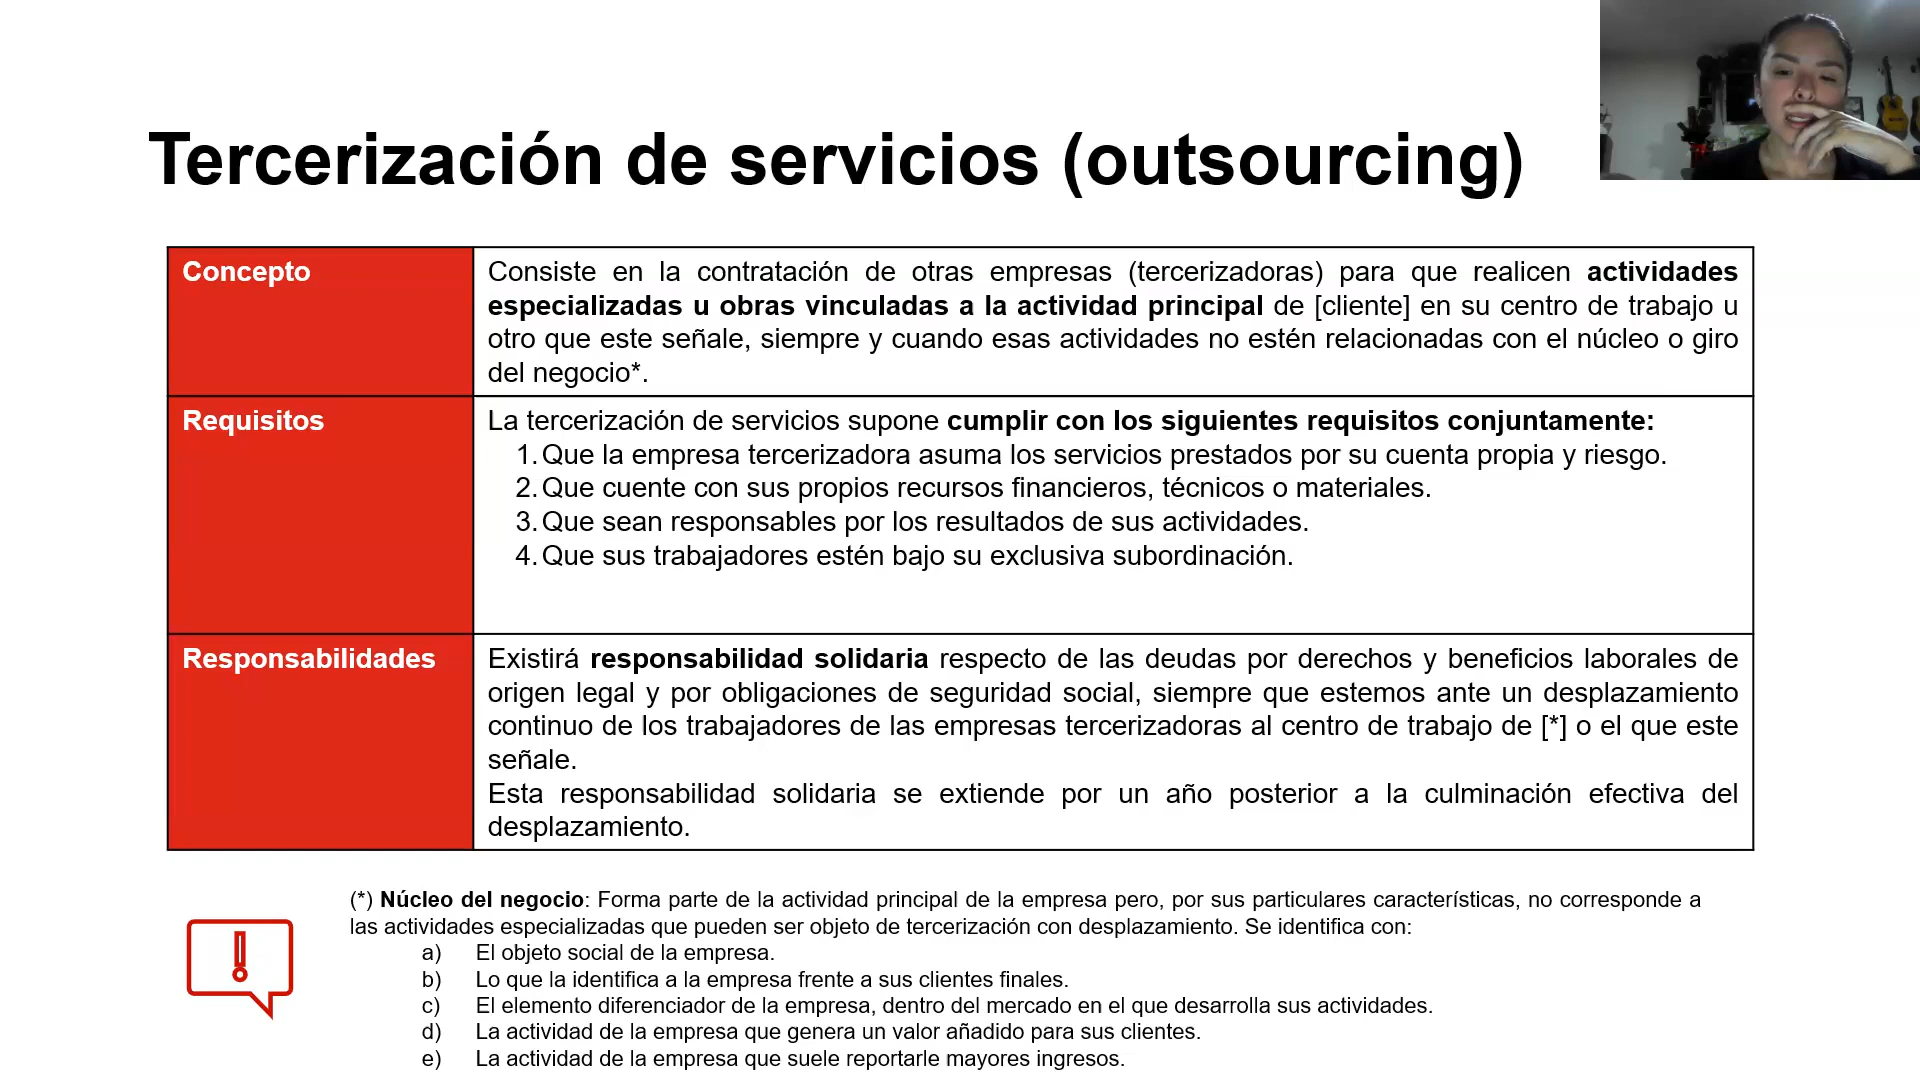 Tercerización de servicios (outsourcing)
Concepto
Consiste en la contratación de otras empresas (tercerizadoras) para que realicen actividades
especializadas u obras vinculadas a la actividad principal de [cliente] en su centro de trabajo u
otro que este señale, siempre y cuando esas actividades no estén relacionadas con el núcleo o giro
del negocio*.
Requisitos
La tercerización de servicios supone cumplir con los siguientes requisitos conjuntamente:
1. Que la empresa tercerizadora asuma los servicios prestados por su cuenta propia y riesgo.
2. Que cuente con sus propios recursos financieros, técnicos o materiales.
3. Que sean responsables por los resultados de sus actividades.
4. Que sus trabajadores estén bajo su exclusiva subordinación.
Responsabilidades
Existirá responsabilidad solidaria respecto de las deudas por derechos y beneficios laborales de
origen legal y por obligaciones de seguridad social, siempre que estemos ante un desplazamiento
continuo de los trabajadores de las empresas tercerizadoras al centro de trabajo de [*] o el que este
señale.
Esta responsabilidad solidaria se extiende por un año posterior a la culminación efectiva del
desplazamiento.
(*) Núcleo del negocio: Forma parte de la actividad principal de la empresa pero, por sus particulares características, no corresponde a
las actividades especializadas que pueden ser objeto de tercerización con desplazamiento. Se identifica con:
a) El objeto social de la empresa.
b) Lo que la identifica a la empresa frente a sus clientes finales.
c) El elemento diferenciador de la empresa, dentro del mercado en el que desarrolla sus actividades.
d) La actividad de la empresa que genera un valor añadido para sus clientes.
e) La actividad de la empresa que suele reportarle mayores ingresos.